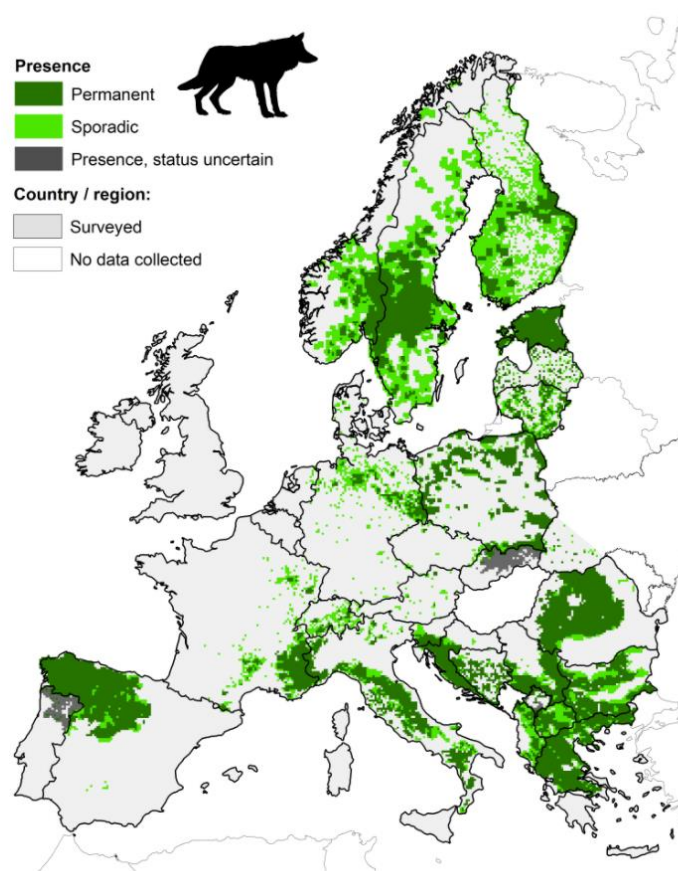 Presence
Permanent
Sporadic
Presence, status uncertain
Country / region:
Surveyed
No data collected